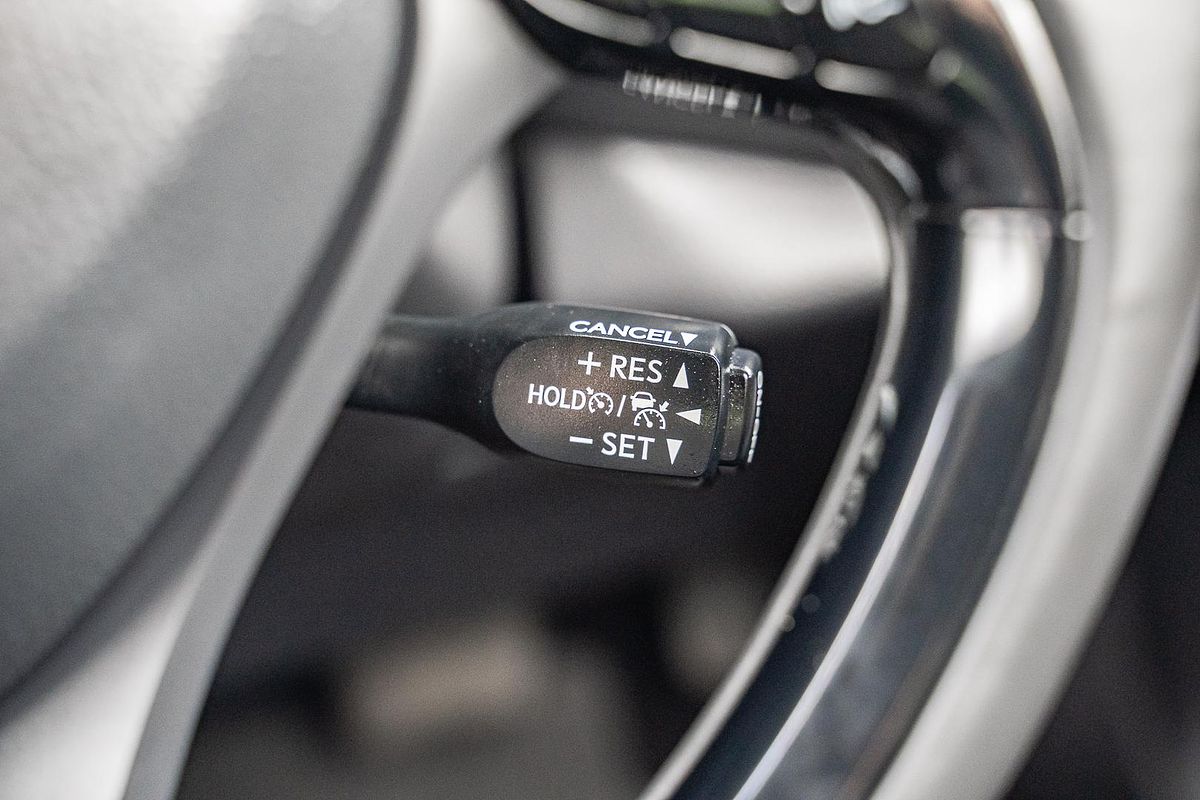 CANCEL▼
+ RES ▲
HOLD / ◀
− SET ▼